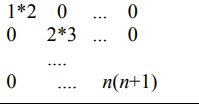 1*2 0 ... 0
0 2*3 ... 0
....
0 .... n(n+1)